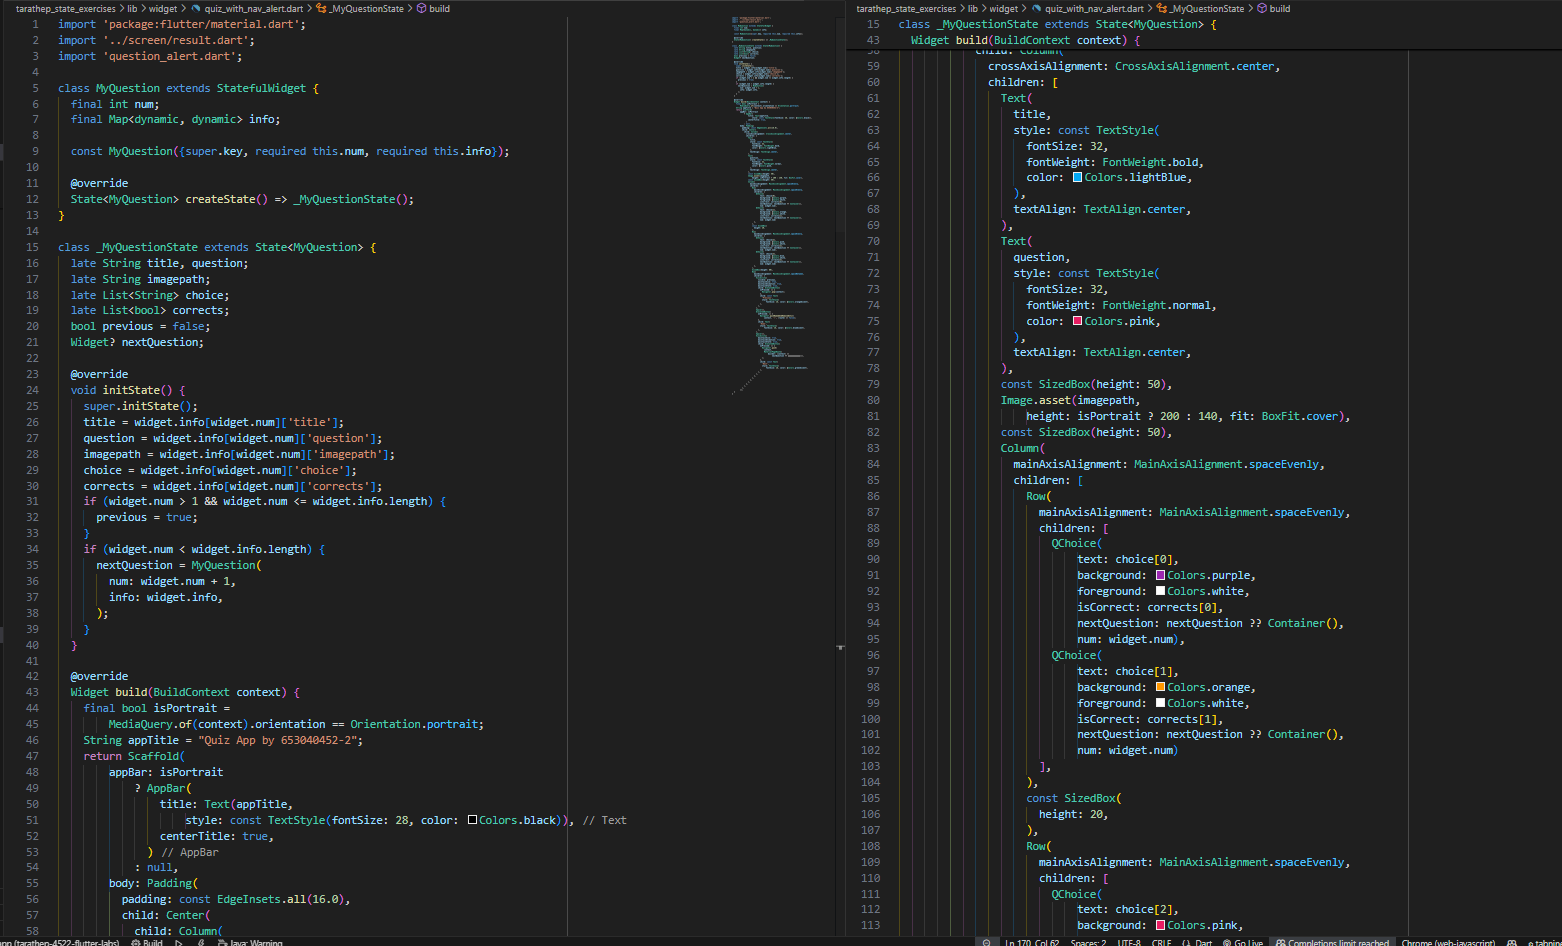 tarathep_state_exercises > lib > widget > quiz_with_nav_alert.dart > _MyQuestionState > build
1 import 'package:flutter/material.dart';
2 import '../screen/result.dart';
3 import 'question_alert.dart';
4
5 class MyQuestion extends StatefulWidget {
6 final int num;
7 final Map<dynamic, dynamic> info;
8
9 const MyQuestion({super.key, required this.num, required this.info});
10
11 @override
12 State<MyQuestion> createState() => _MyQuestionState();
13 }
14
15 class _MyQuestionState extends State<MyQuestion> {
16 late String title, question;
17 late String imagepath;
18 late List<String> choice;
19 late List<bool> corrects;
20 bool previous = false;
21 Widget? nextQuestion;
22
23 @override
24 void initState() {
25 super.initState();
26 title = widget.info[widget.num]['title'];
27 question = widget.info[widget.num]['question'];
28 imagepath = widget.info[widget.num]['imagepath'];
29 choice = widget.info[widget.num]['choice'];
30 corrects = widget.info[widget.num]['corrects'];
31 if (widget.num > 1 && widget.num <= widget.info.length) {
32 previous = true;
33 }
34 if (widget.num < widget.info.length) {
35 nextQuestion = MyQuestion(
36 num: widget.num + 1,
37 info: widget.info,
38 );
39 }
40 }
41
42 @override
43 Widget build(BuildContext context) {
44 final bool isPortrait =
45 MediaQuery.of(context).orientation == Orientation.portrait;
46 String appTitle = "Quiz App by 653040452-2";
47 return Scaffold(
48 appBar: isPortrait
49 ? AppBar(
50 title: Text(appTitle,
51 style: const TextStyle(fontSize: 28, color: Colors.black)), // Text
52 centerTitle: true,
53 ) // AppBar
54 : null,
55 body: Padding(
56 padding: const EdgeInsets.all(16.0),
57 child: Center(
58 child: Column(
tarathep_state_exercises > lib > widget > quiz_with_nav_alert.dart > _MyQuestionState > build
15 class _MyQuestionState extends State<MyQuestion> {
43 Widget build(BuildContext context) {
58 child: Column(
59 crossAxisAlignment: CrossAxisAlignment.center,
60 children: [
61 Text(
62 title,
63 style: const TextStyle(
64 fontSize: 32,
65 fontWeight: FontWeight.bold,
66 color: Colors.lightBlue,
67 ),
68 textAlign: TextAlign.center,
69 ),
70 Text(
71 question,
72 style: const TextStyle(
73 fontSize: 32,
74 fontWeight: FontWeight.normal,
75 color: Colors.pink,
76 ),
77 textAlign: TextAlign.center,
78 ),
79 const SizedBox(height: 50),
80 Image.asset(imagepath,
81 height: isPortrait ? 200 : 140, fit: BoxFit.cover),
82 const SizedBox(height: 50),
83 Column(
84 mainAxisAlignment: MainAxisAlignment.spaceEvenly,
85 children: [
86 Row(
87 mainAxisAlignment: MainAxisAlignment.spaceEvenly,
88 children: [
89 QChoice(
90 text: choice[0],
91 background: Colors.purple,
92 foreground: Colors.white,
93 isCorrect: corrects[0],
94 nextQuestion: nextQuestion ?? Container(),
95 num: widget.num),
96 QChoice(
97 text: choice[1],
98 background: Colors.orange,
99 foreground: Colors.white,
100 isCorrect: corrects[1],
101 nextQuestion: nextQuestion ?? Container(),
102 num: widget.num)
103 ],
104 ),
105 const SizedBox(
106 height: 20,
107 ),
108 Row(
109 mainAxisAlignment: MainAxisAlignment.spaceEvenly,
110 children: [
111 QChoice(
112 text: choice[2],
113 background: Colors.pink,
(tarathep-4522-flutter-labs) Build Java: Warning Ln 170, Col 62 Spaces: 2 UTF-8 CRLF Dart Go Live Completions limit reached Chrome (web-javascript)